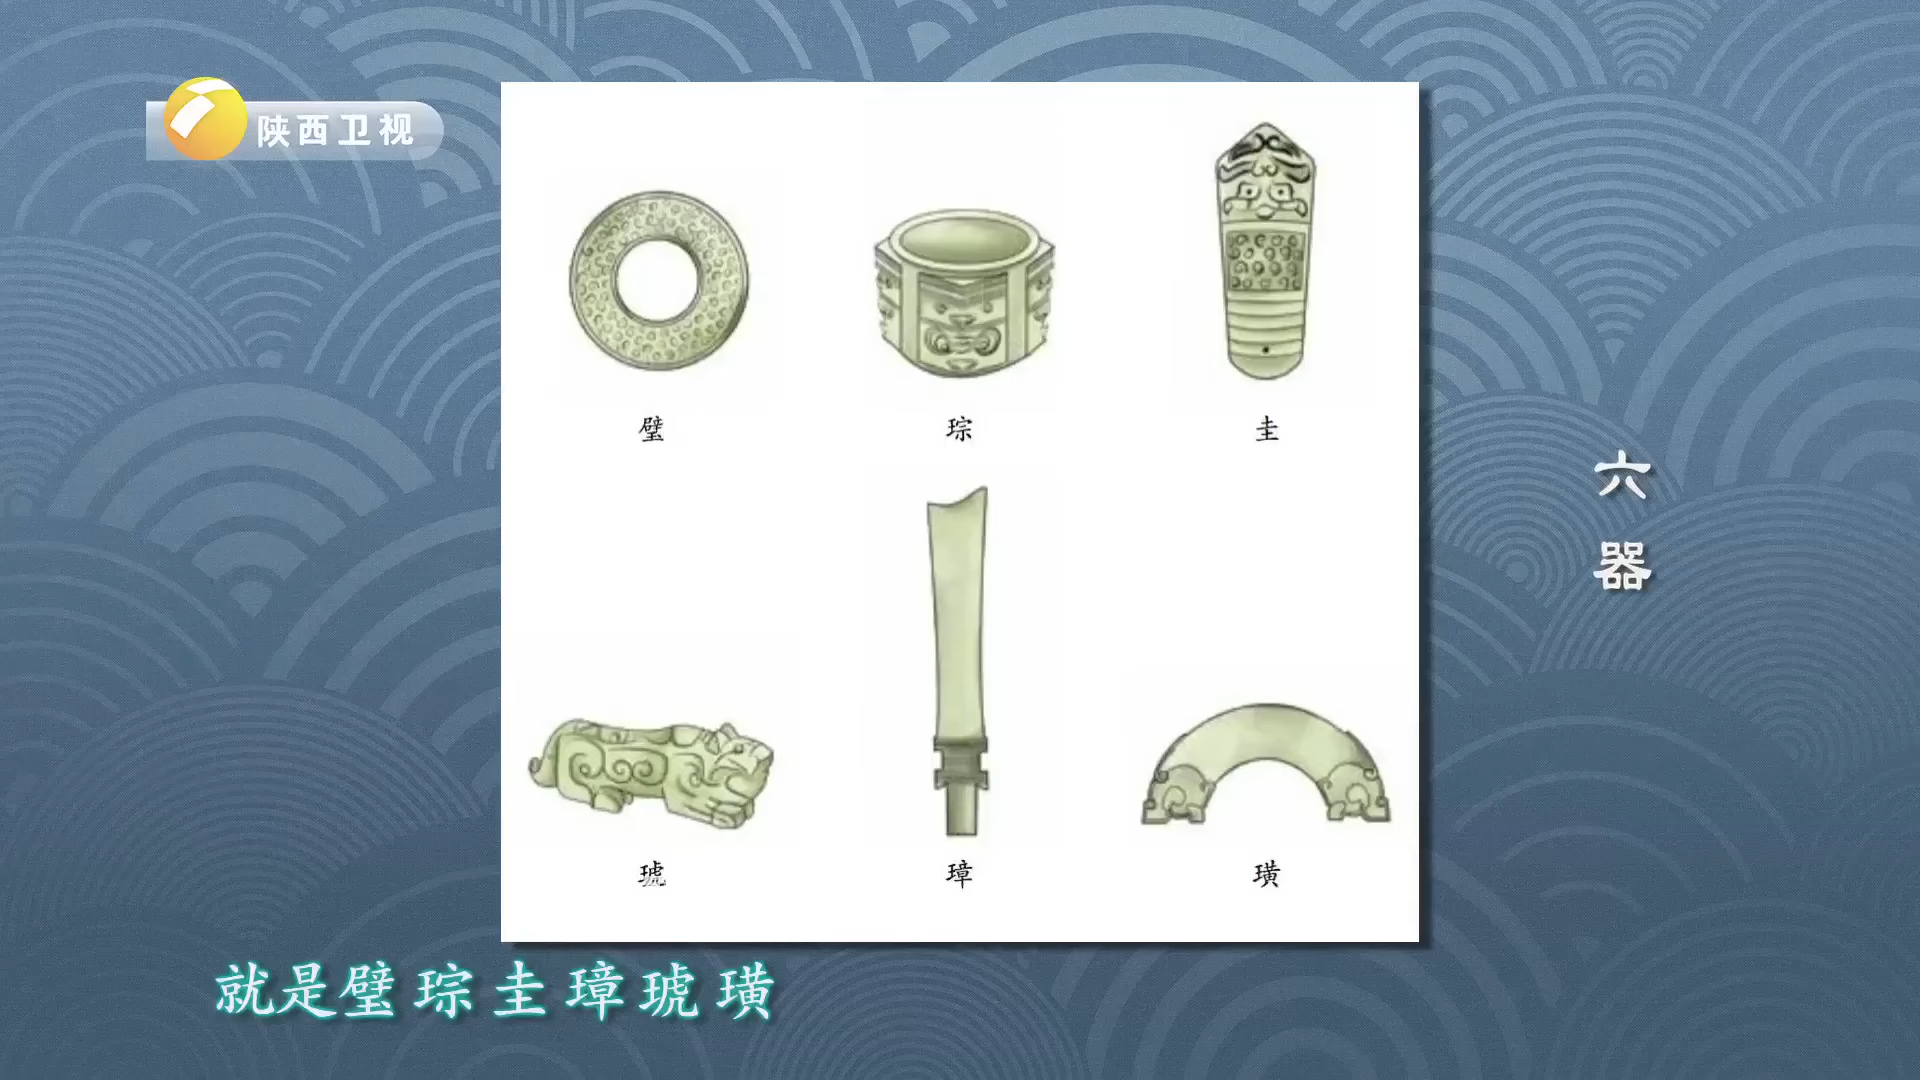 陕西卫视
璧
琮
圭
琥
璋
璜
六器
就是璧 琮 圭 璋 琥 璜